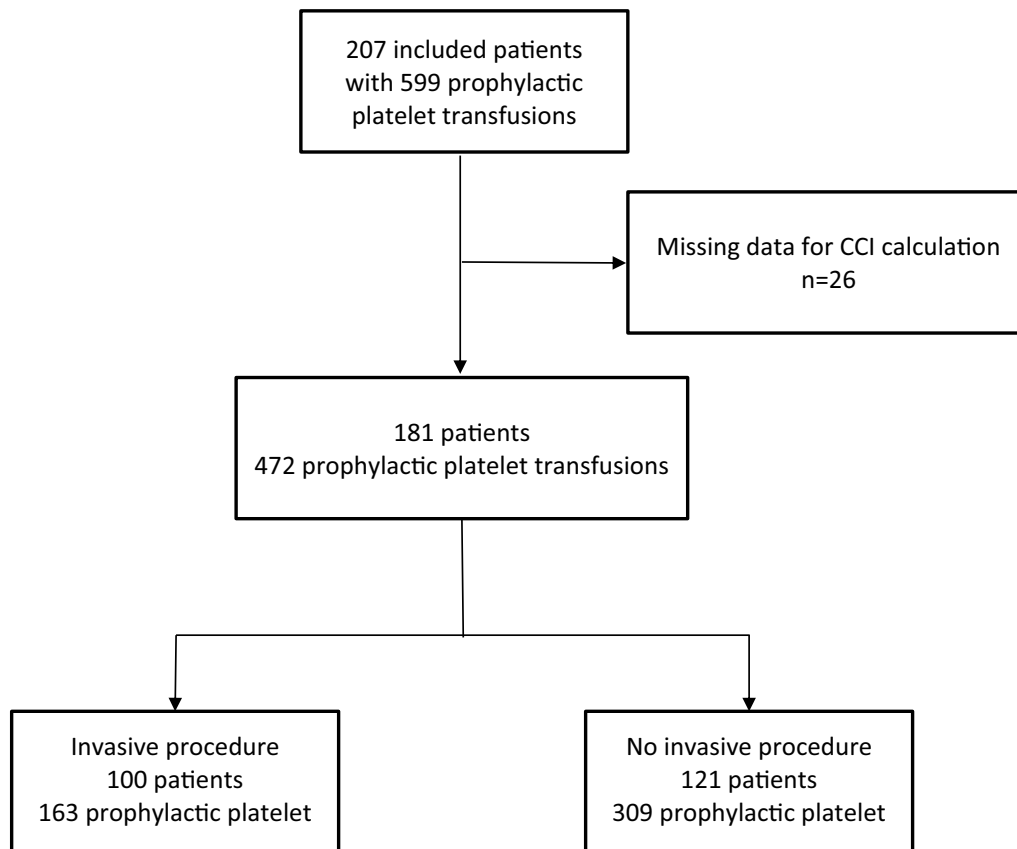 207 included patients
with 599 prophylactic
platelet transfusions
Missing data for CCI calculation
n=26
181 patients
472 prophylactic platelet transfusions
Invasive procedure
100 patients
163 prophylactic platelet
No invasive procedure
121 patients
309 prophylactic platelet